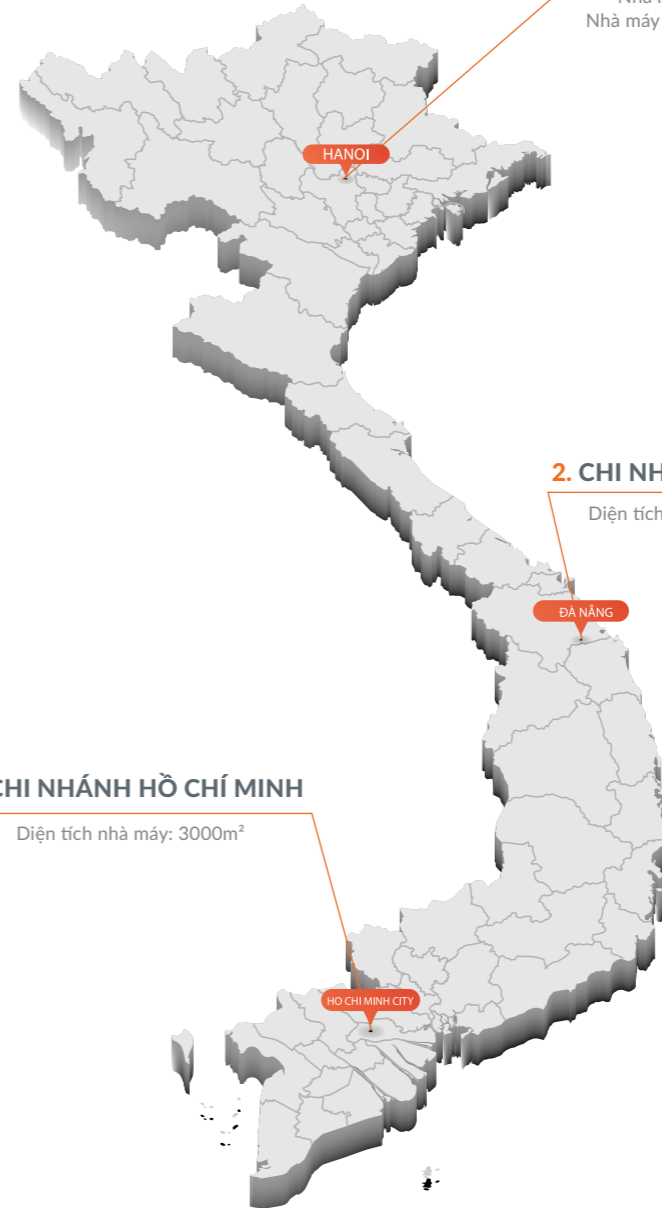 Nhà máy
HANOI
2. CHI NH
Diện tích
ĐÀ NẴNG
CHI NHÁNH HỒ CHÍ MINH
Diện tích nhà máy: 3000m²
HO CHI MINH CITY